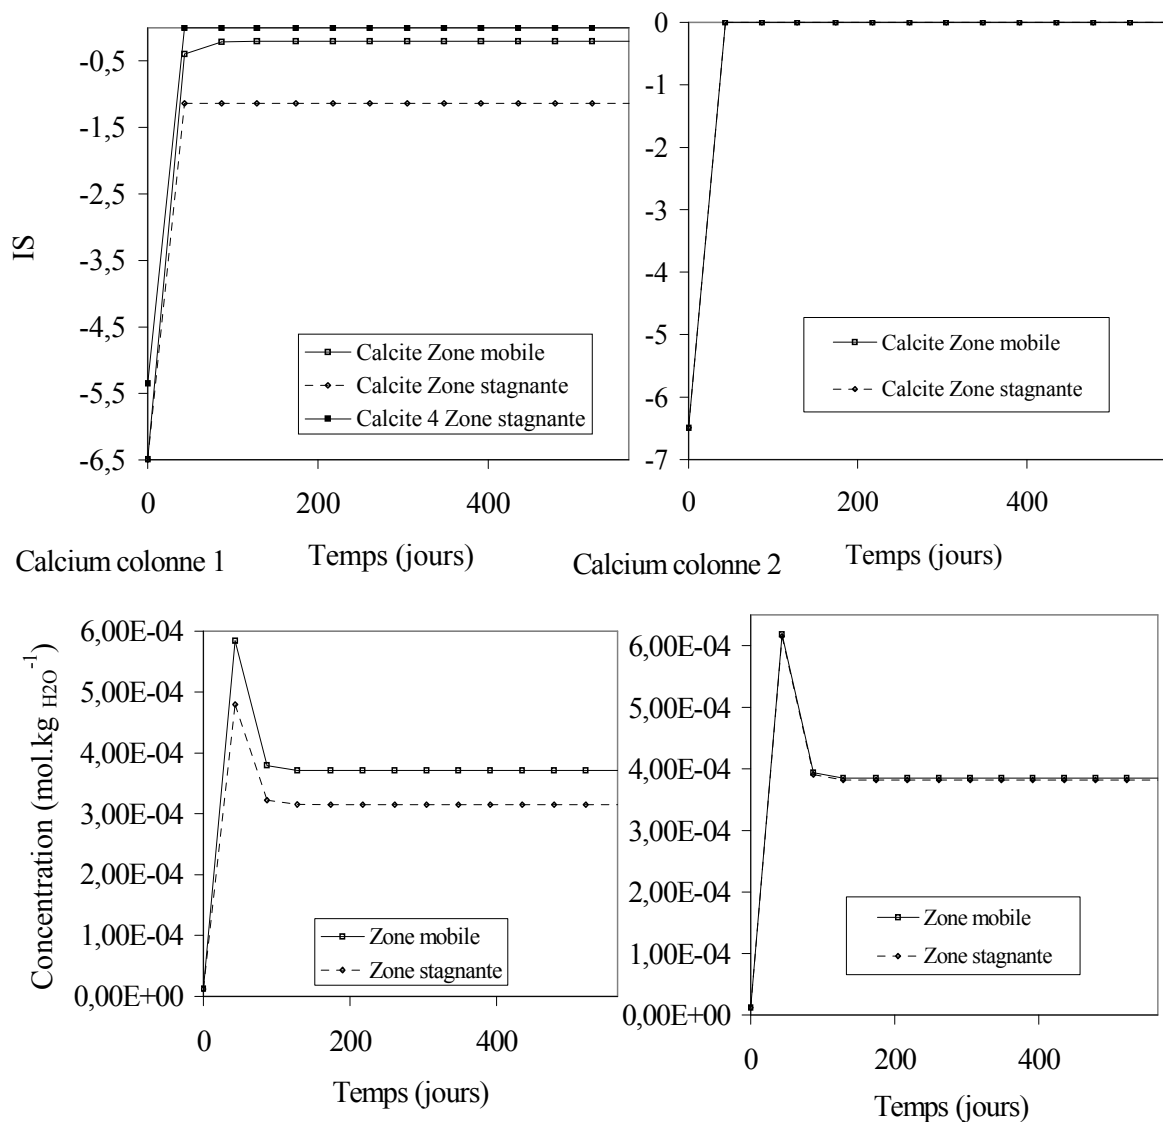 IS
-0,5
-1,5
-2,5
-3,5
-4,5
-5,5
-6,5
0
200
400
Temps (jours)
Calcite Zone mobile
Calcite Zone stagnante
Calcite 4 Zone stagnante
0
-1
-2
-3
-4
-5
-6
-7
0
200
400
Temps (jours)
Calcite Zone mobile
Calcite Zone stagnante
Calcium colonne 1
Concentration (mol.kg H2O-1)
6,00E-04
5,00E-04
4,00E-04
3,00E-04
2,00E-04
1,00E-04
0,00E+00
0
200
400
Temps (jours)
Zone mobile
Zone stagnante
Calcium colonne 2
6,00E-04
5,00E-04
4,00E-04
3,00E-04
2,00E-04
1,00E-04
0,00E+00
0
200
400
Temps (jours)
Zone mobile
Zone stagnante